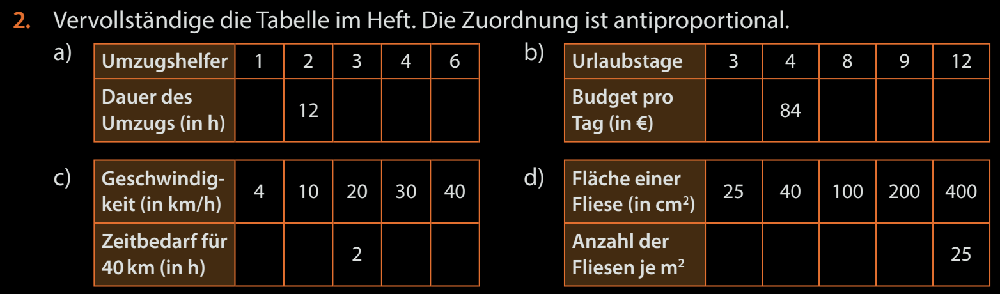 2. Vervollständige die Tabelle im Heft. Die Zuordnung ist antiproportional.
a)
Umzugshelfer 1 2 3 4 6
Dauer des
Umzugs (in h) 12
b)
Urlaubstage 3 4 8 9 12
Budget pro
Tag (in €) 84
c)
Geschwindig-
keit (in km/h) 4 10 20 30 40
Zeitbedarf für
40 km (in h) 2
d)
Fläche einer
Fliese (in cm²) 25 40 100 200 400
Anzahl der
Fliesen je m² 25